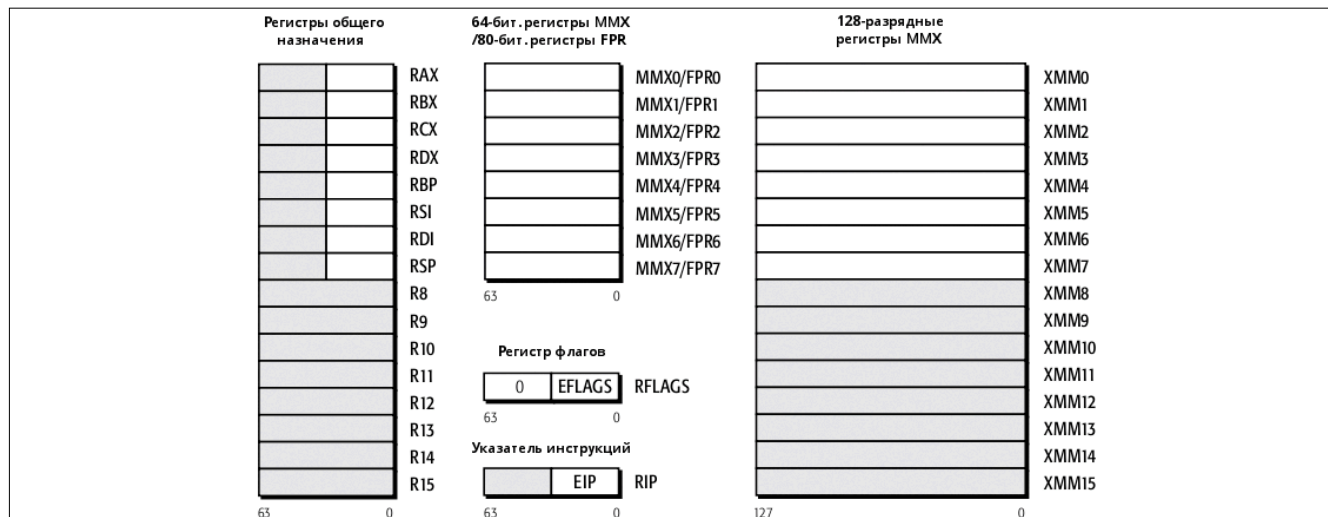 Регистры общего
назначения
RAX
RBX
RCX
RDX
RBP
RSI
RDI
RSP
R8
R9
R10
R11
R12
R13
R14
R15
63 0
64-бит.регистры MMX
/80-бит.регистры FPR
MMX0/FPR0
MMX1/FPR1
MMX2/FPR2
MMX3/FPR3
MMX4/FPR4
MMX5/FPR5
MMX6/FPR6
MMX7/FPR7
63 0
Регистр флагов
0 EFLAGS RFLAGS
63 0
Указатель инструкций
EIP RIP
63 0
128-разрядные
регистры MMX
XMM0
XMM1
XMM2
XMM3
XMM4
XMM5
XMM6
XMM7
XMM8
XMM9
XMM10
XMM11
XMM12
XMM13
XMM14
XMM15
127 0